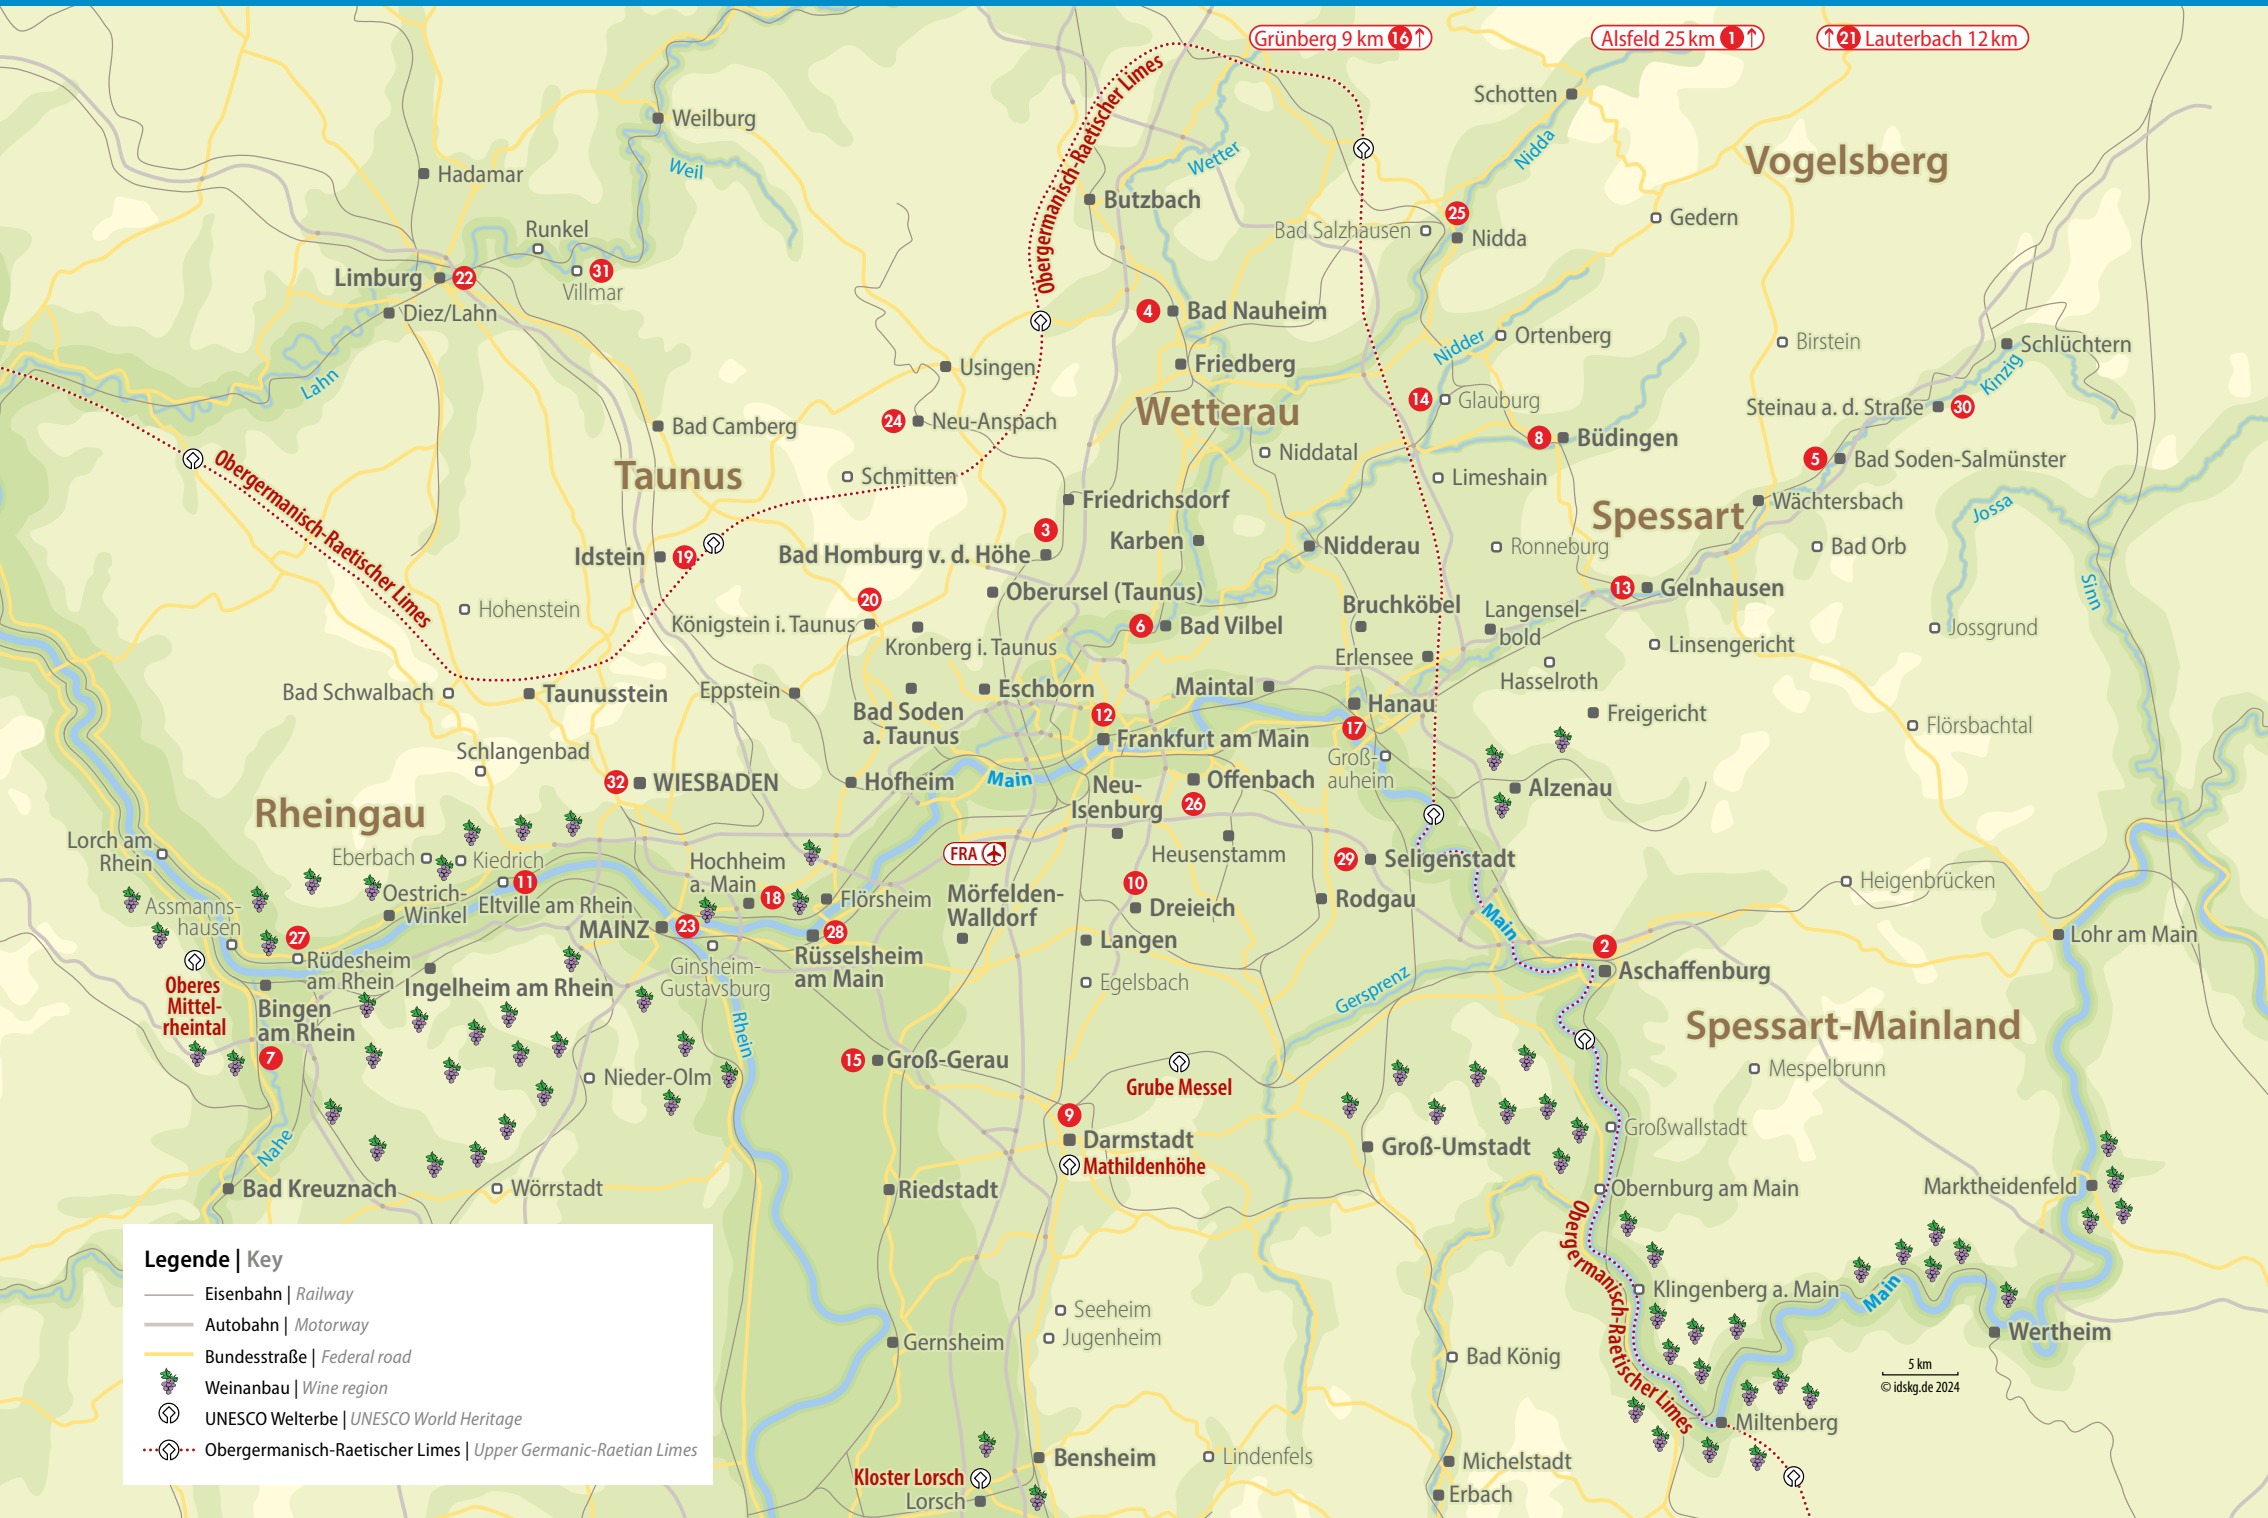 Grünberg 9 km 16 ↑
Alsfeld 25 km 1 ↑
↑ 21 Lauterbach 12 km
Schotten
Weilburg
Weil
Hadamar
Obergermanisch-Raetischer Limes
Wetter
Nidda
Vogelsberg
Butzbach
25
Gedern
Runkel
Bad Salzhausen
Nidda
Limburg
22
31
Villmar
Diez/Lahn
4
Bad Nauheim
Nidder
Ortenberg
Birstein
Schlüchtern
Friedberg
Usingen
Kinzig
Lahn
14
Glauburg
Steinau a. d. Straße
30
Wetterau
24
Neu-Anspach
Bad Camberg
8
Büdingen
Niddatal
5
Bad Soden-Salmünster
Obergermanisch-Raetischer Limes
Taunus
Schmitten
Limeshain
Friedrichsdorf
Wächtersbach
Jossa
Spessart
3
Karben
Nidderau
Ronneburg
Bad Orb
Idstein
19
Bad Homburg v. d. Höhe
Oberursel (Taunus)
13
Gelnhausen
Sinn
20
Bruchköbel
Langensel-
bold
Hohenstein
Königstein i. Taunus
6
Bad Vilbel
Jossgrund
Kronberg i. Taunus
Erlensee
Linsengericht
Hasselroth
Bad Schwalbach
Taunusstein
Eppstein
Eschborn
Maintal
Hanau
Bad Soden
a. Taunus
12
17
Freigericht
Flörsbachtal
Frankfurt am Main
Schlangenbad
Groß-
auheim
32
WIESBADEN
Hofheim
Main
Neu-
Isenburg
Offenbach
26
Alzenau
Rheingau
Lorch am
Rhein
Eberbach
Kiedrich
Hochheim
a. Main
FRA
Heusenstamm
29
Seligenstadt
11
10
Heigenbrücken
Oestrich-
Winkel
Eltville am Rhein
18
Flörsheim
Mörfelden-
Walldorf
Dreieich
Rodgau
Assmanns-
hausen
MAINZ
23
28
Main
27
Langen
2
Lohr am Main
Rüdesheim
am Rhein
Rüsselsheim
am Main
Ginsheim-
Gustavsburg
Aschaffenburg
Oberes
Mittel-
rheintal
Ingelheim am Rhein
Egelsbach
Gersprenz
Bingen
am Rhein
Rhein
Spessart-Mainland
7
15
Groß-Gerau
Grube Messel
Mespelbrunn
Nieder-Olm
9
Darmstadt
Großwallstadt
Nahe
Mathildenhöhe
Groß-Umstadt
Bad Kreuznach
Wörrstadt
Riedstadt
Obernburg am Main
Marktheidenfeld
Obergermanisch-Raetischer Limes
Klingenberg a. Main
Main
Seeheim
Jugenheim
Gernsheim
Wertheim
Bad König
5 km
© idskg.de 2024
Miltenberg
Bensheim
Lindenfels
Michelstadt
Kloster Lorsch
Lorsch
Erbach
Legende | Key
Eisenbahn | Railway
Autobahn | Motorway
Bundesstraße | Federal road
Weinanbau | Wine region
UNESCO Welterbe | UNESCO World Heritage
Obergermanisch-Raetischer Limes | Upper Germanic-Raetian Limes